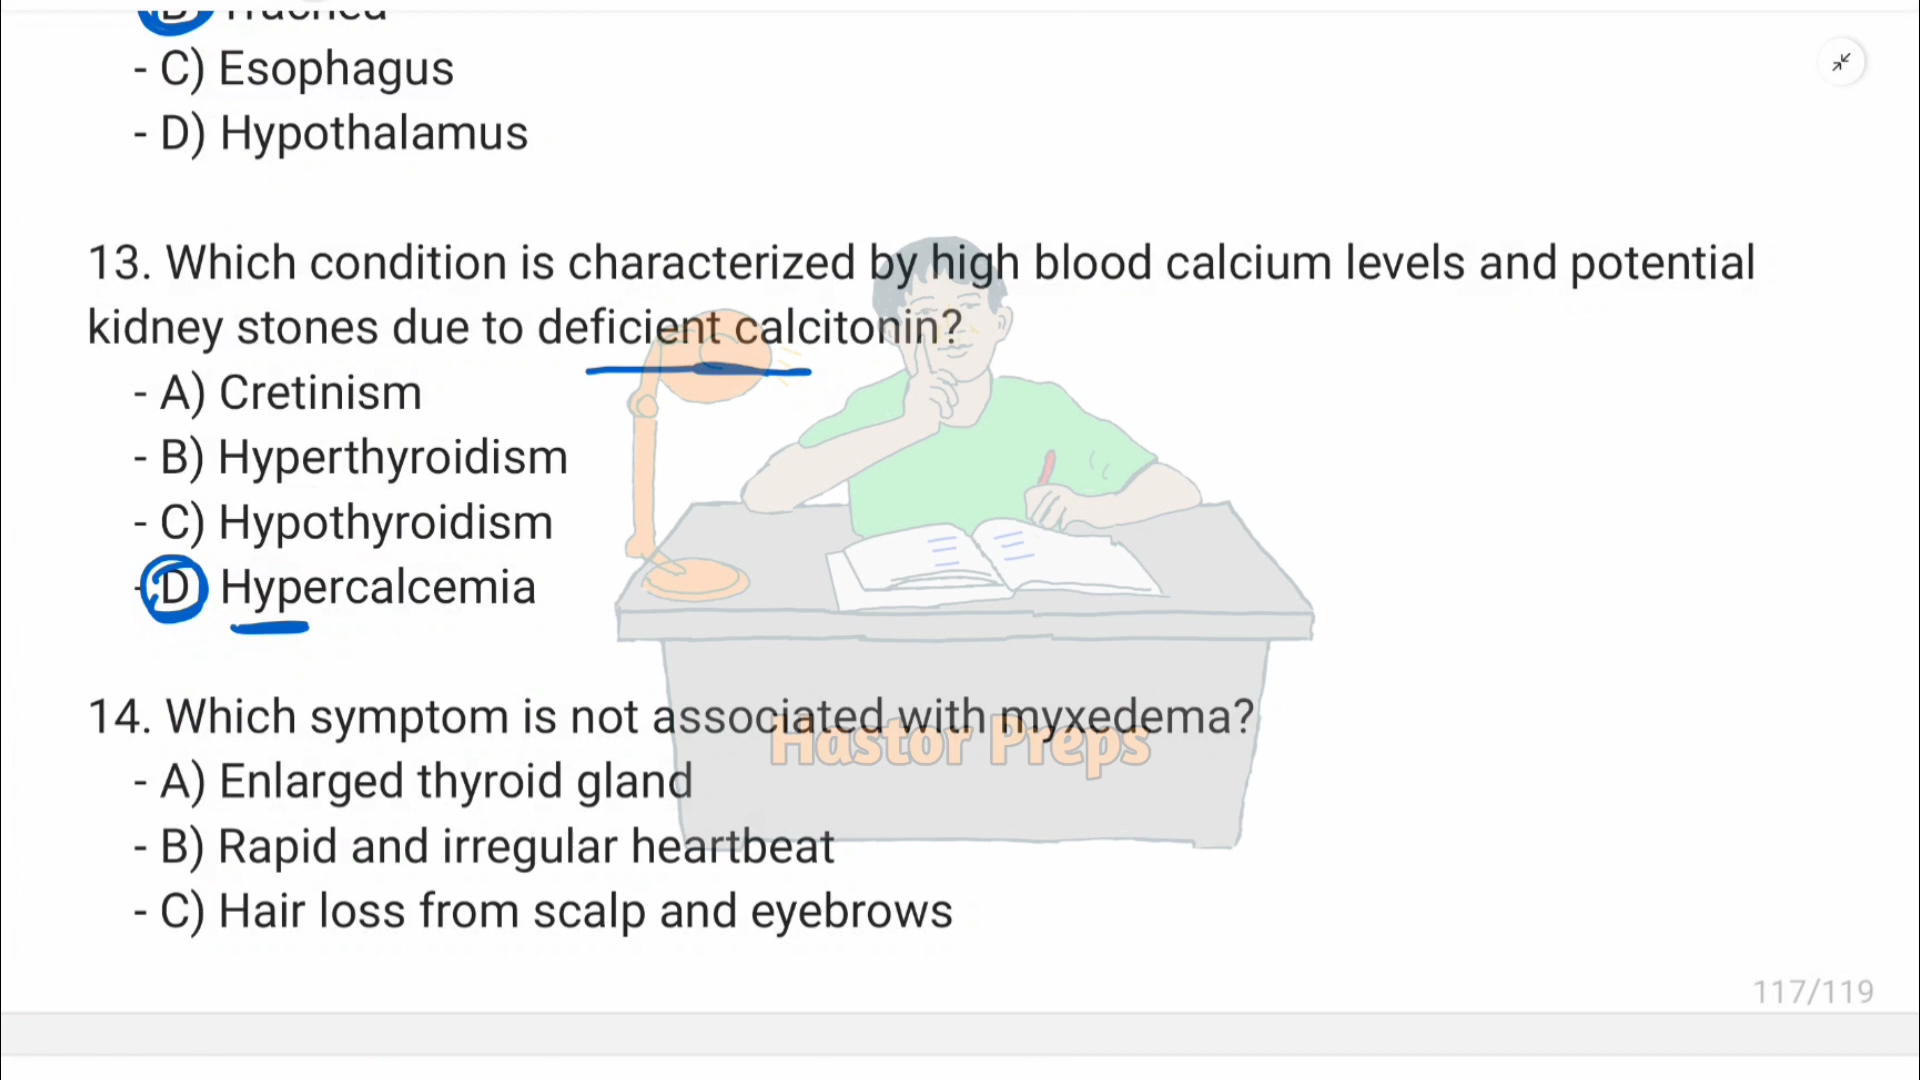 - C) Esophagus
- D) Hypothalamus
13. Which condition is characterized by high blood calcium levels and potential
kidney stones due to deficient calcitonin?
- A) Cretinism
- B) Hyperthyroidism
- C) Hypothyroidism
- D) Hypercalcemia
14. Which symptom is not associated with myxedema?
Hastor Preps
- A) Enlarged thyroid gland
- B) Rapid and irregular heartbeat
- C) Hair loss from scalp and eyebrows
117/119